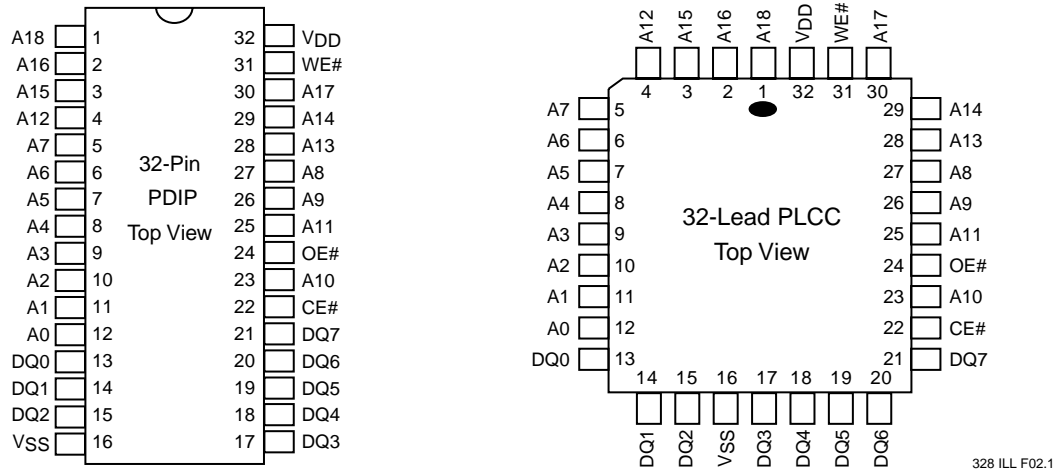 A18 1 32 VDD
A16 2 31 WE#
A15 3 30 A17
A12 4 29 A14
A7 5 28 A13
A6 6 27 A8
A5 7 26 A9
A4 8 25 A11
A3 9 24 OE#
A2 10 23 A10
A1 11 22 CE#
A0 12 21 DQ7
DQ0 13 20 DQ6
DQ1 14 19 DQ5
DQ2 15 18 DQ4
VSS 16 17 DQ3
32-Pin
PDIP
Top View
A12 A15 A16 A18 VDD WE# A17
4 3 2 1 32 31 30
A7 5 29 A14
A6 6 28 A13
A5 7 27 A8
A4 8 26 A9
A3 9 25 A11
A2 10 24 OE#
A1 11 23 A10
A0 12 22 CE#
DQ0 13 21 DQ7
32-Lead PLCC
Top View
14 15 16 17 18 19 20
DQ1 DQ2 VSS DQ3 DQ4 DQ5 DQ6
328 ILL F02.1